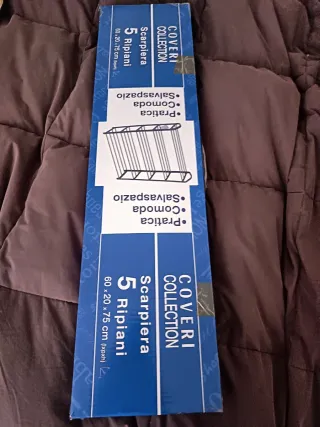 COVERI
COLLECTION
Scarpiera
5 Ripiani
•Pratica
•Comoda
•Salvaspazio
•Pratica
•Comoda
•Salvaspazio
COVERI
COLLECTION
Scarpiera
5 Ripiani
60 x 20 x 75 cm (lxpxh)